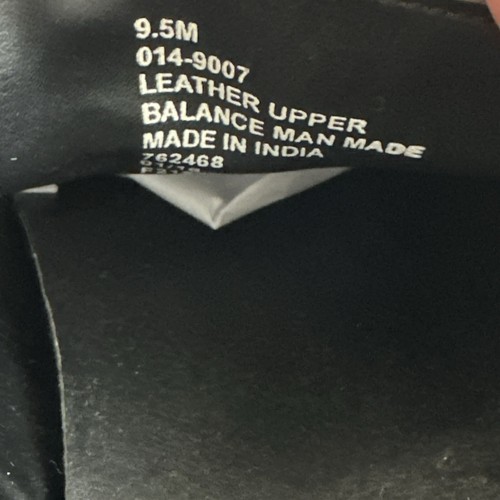 9.5M
014-9007
LEATHER UPPER
BALANCE MAN MADE
MADE IN INDIA
762468